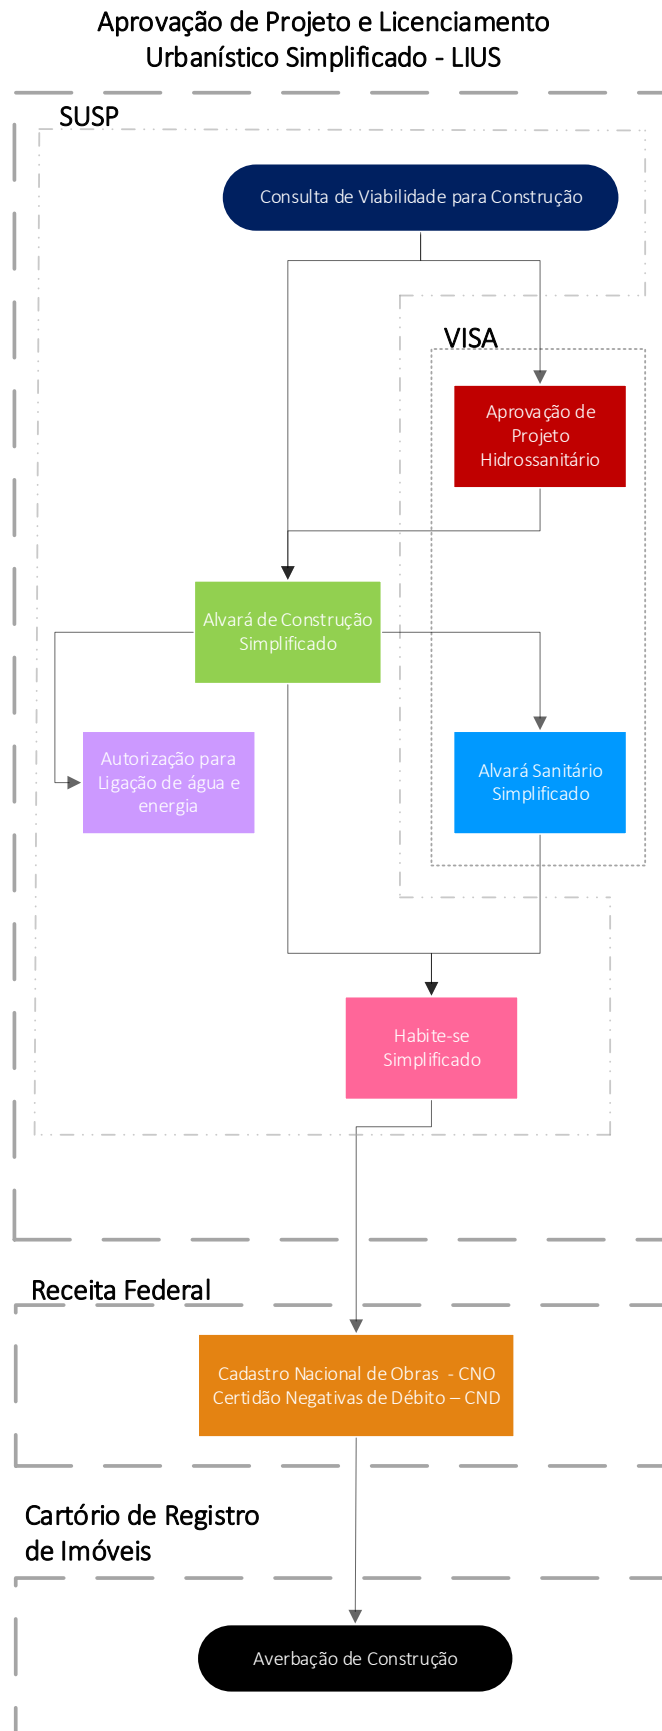 Aprovação de Projeto e Licenciamento
Urbanístico Simplificado - LIUS
SUSP
Consulta de Viabilidade para Construção
VISA
Aprovação de
Projeto
Hidrossanitário
Alvará de Construção
Simplificado
Autorização para
Ligação de água e
energia
Alvará Sanitário
Simplificado
Habite-se
Simplificado
Receita Federal
Cadastro Nacional de Obras  - CNO
Certidão Negativas de Débito – CND
Cartório de Registro
de Imóveis
Averbação de Construção